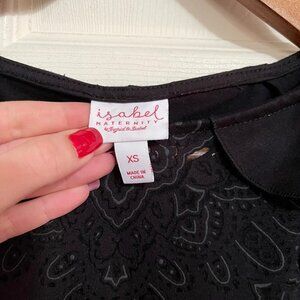 isabel
MATERNITY
by Ingrid & Isabel
XS
MADE IN
CHINA